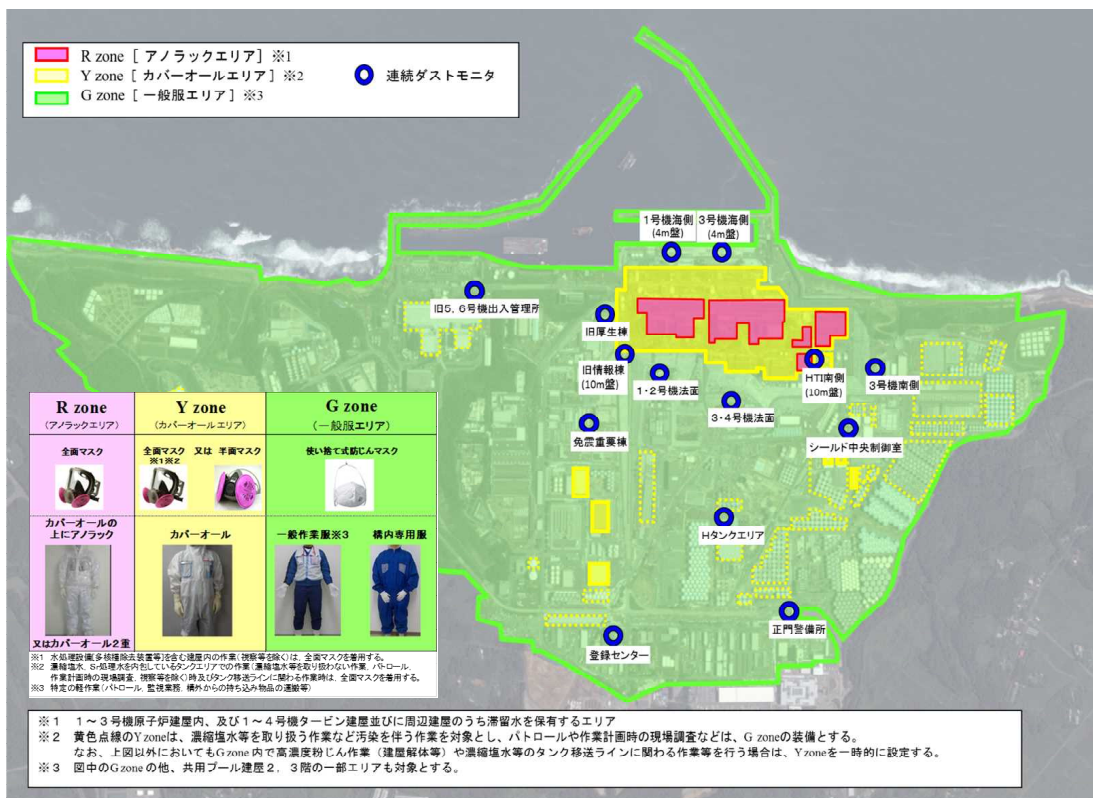 R zone [ アノラックエリア] ※1
Y zone [ カバーオールエリア] ※2
G zone [ 一般服エリア] ※3
連続ダストモニタ
1号機海側
(4m盤)
3号機海側
(4m盤)
旧5，6号機出入管理所
旧厚生棟
旧情報棟
(10m盤)
1・2号機法面
3・4号機法面
HTI南側
(10m盤)
3号機南側
免震重要棟
シールド中央制御室
Hタンクエリア
正門警備所
登録センター
R zone
(アノラックエリア)
Y zone
(カバーオールエリア)
G zone
(一般服エリア)
全面マスク
全面マスク 又は 半面マスク
※1※2
使い捨て式防じんマスク
カバーオールの
上にアノラック
カバーオール
一般作業服※3
構内専用服
又はカバーオール2重
※1 水処理設備(多核種除去装置等)を含む建屋内の作業(視察等を除く)は、全面マスクを着用する。
※2 濃縮塩水、Sr処理水を内包しているタンクエリアでの作業(濃縮塩水等を取り扱わない作業、パトロール、
作業計画時の現場調査、視察等を除く)時及びタンク移送ラインに関わる作業時は、全面マスクを着用する。
※3 特定の軽作業(パトロール、監視業務、構外からの持ち込み物品の運搬等)
※１ １～３号機原子炉建屋内、及び１～４号機タービン建屋並びに周辺建屋のうち滞留水を保有するエリア
※２ 黄色点線のYzoneは、濃縮塩水等を取り扱う作業など汚染を伴う作業を対象とし、パトロールや作業計画時の現場調査などは、G zoneの装備とする。
なお、上図以外においてもGzone内で高濃度粉じん作業（建屋解体等）や濃縮塩水等のタンク移送ラインに関わる作業等を行う場合は、Yzoneを一時的に設定する。
※３ 図中のGzoneの他、共用プール建屋２，３階の一部エリアも対象とする。